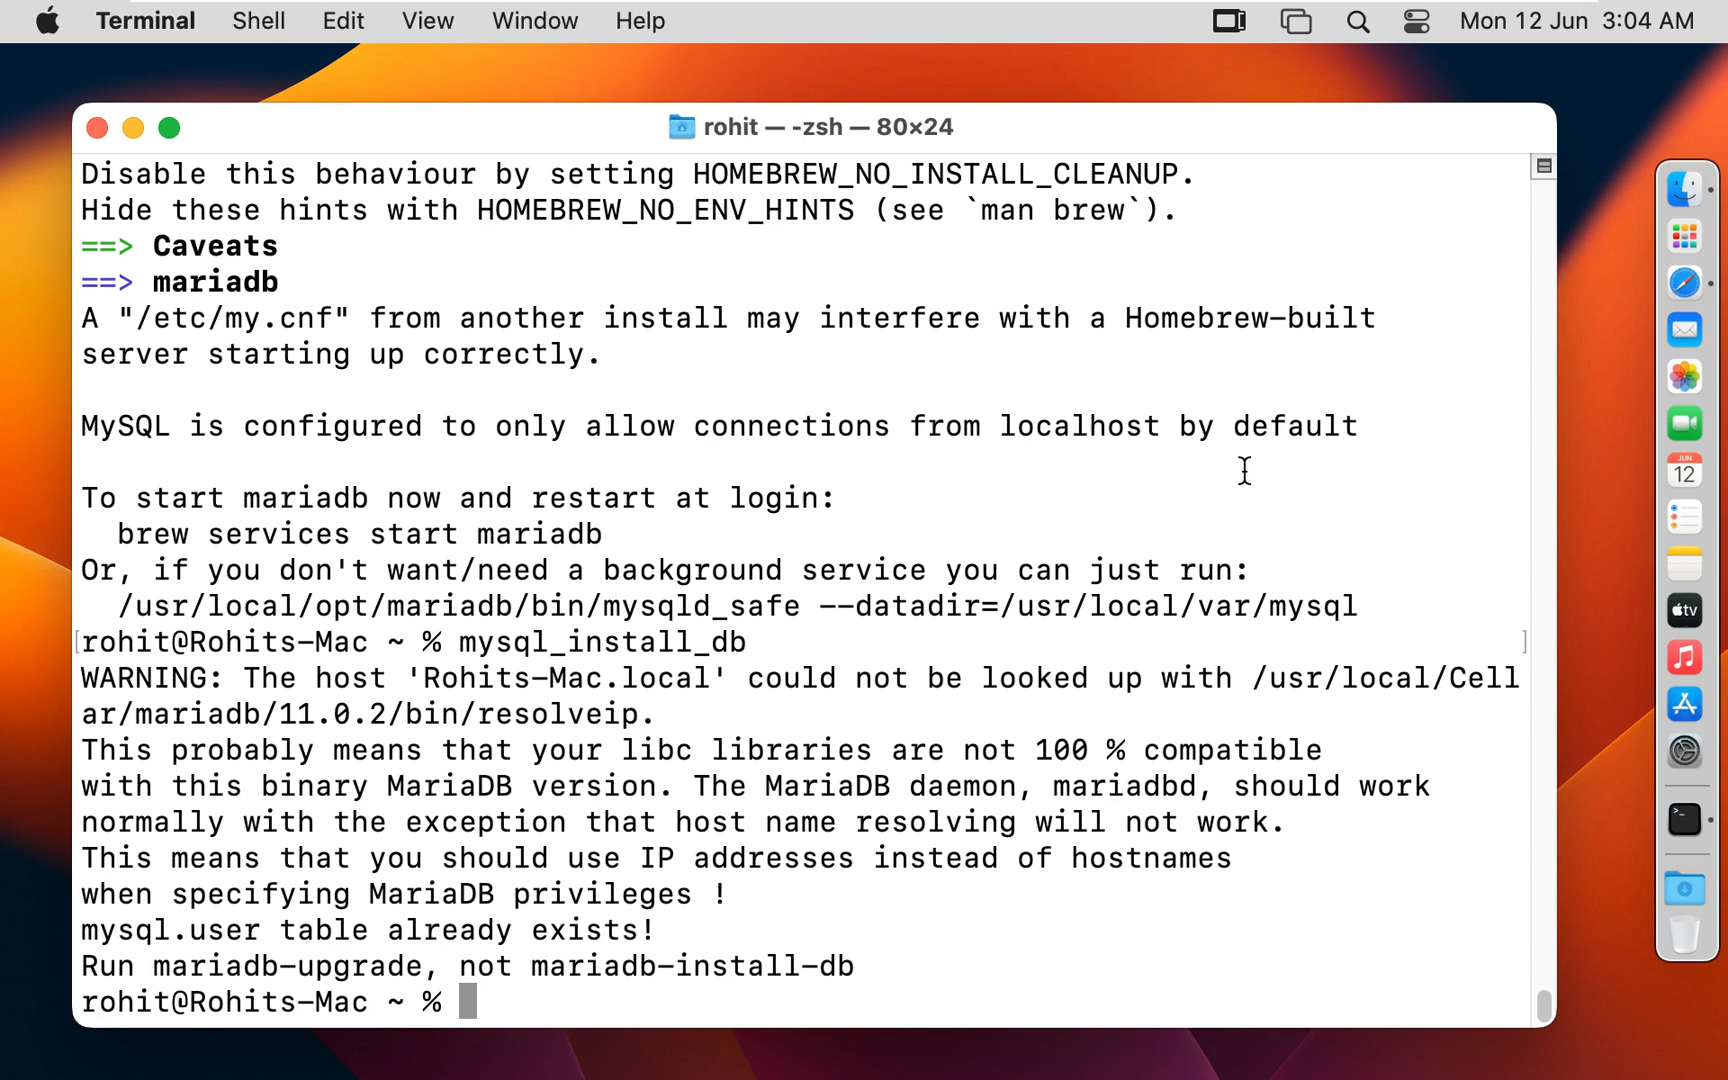 Terminal Shell Edit View Window Help Mon 12 Jun 3:04 AM
rohit — -zsh — 80×24
Disable this behaviour by setting HOMEBREW_NO_INSTALL_CLEANUP.
Hide these hints with HOMEBREW_NO_ENV_HINTS (see `man brew`).
==> Caveats
==> mariadb
A "/etc/my.cnf" from another install may interfere with a Homebrew-built
server starting up correctly.
MySQL is configured to only allow connections from localhost by default
To start mariadb now and restart at login:
  brew services start mariadb
Or, if you don't want/need a background service you can just run:
  /usr/local/opt/mariadb/bin/mysqld_safe --datadir=/usr/local/var/mysql
[rohit@Rohits-Mac ~ % mysql_install_db ]
WARNING: The host 'Rohits-Mac.local' could not be looked up with /usr/local/Cell
ar/mariadb/11.0.2/bin/resolveip.
This probably means that your libc libraries are not 100 % compatible
with this binary MariaDB version. The MariaDB daemon, mariadbd, should work
normally with the exception that host name resolving will not work.
This means that you should use IP addresses instead of hostnames
when specifying MariaDB privileges !
mysql.user table already exists!
Run mariadb-upgrade, not mariadb-install-db
rohit@Rohits-Mac ~ %
JUN
12
tv